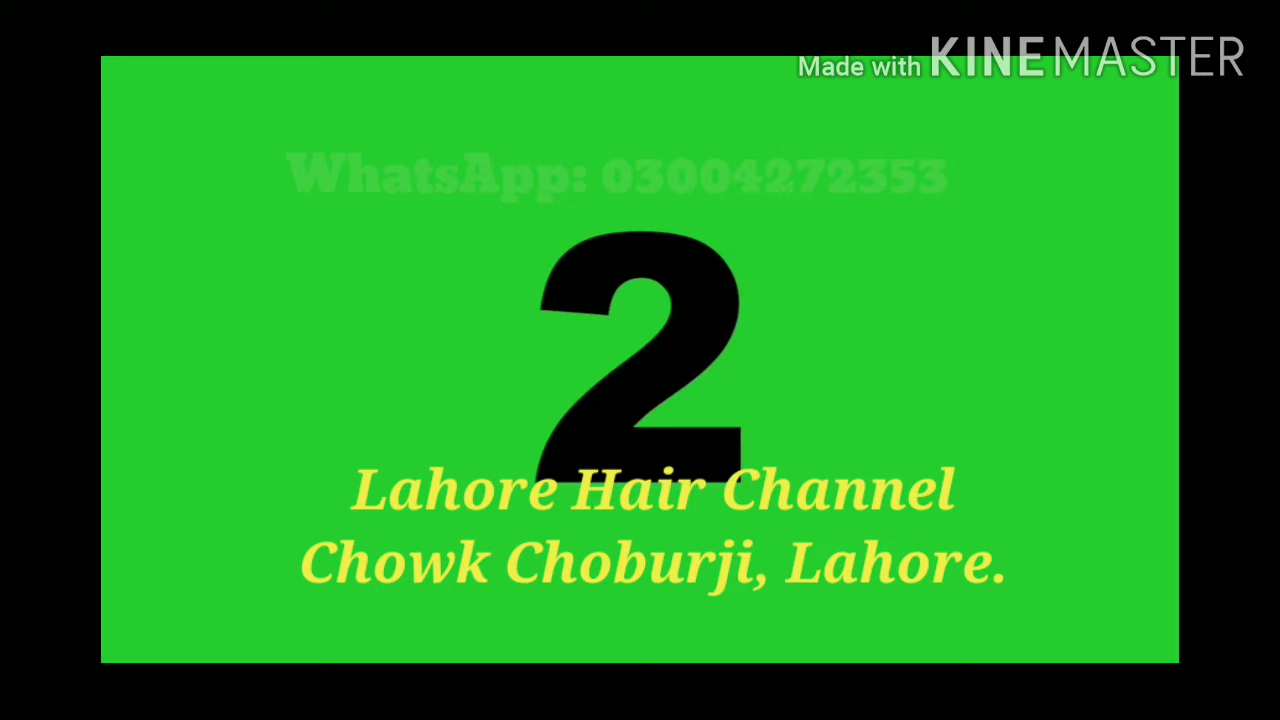 Made with KINEMASTER
WhatsApp: 03004272353
2
Lahore Hair Channel
Chowk Choburji, Lahore.